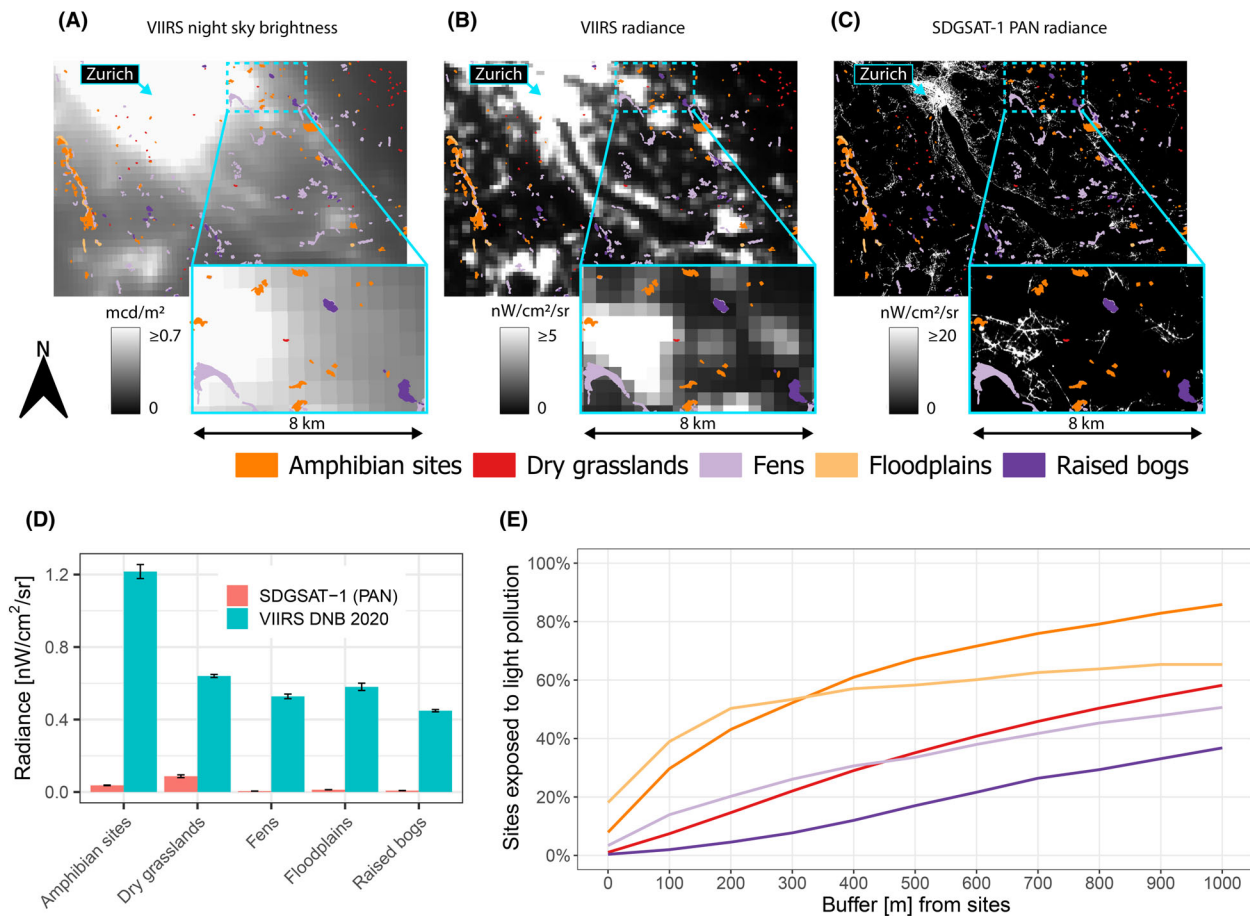 (A) VIIRS night sky brightness
(B) VIIRS radiance
(C) SDGSAT-1 PAN radiance
Zurich
Zurich
Zurich
mcd/m²
≥0.7
0
nW/cm²/sr
≥5
0
nW/cm²/sr
≥20
0
N
8 km
8 km
8 km
Amphibian sites
Dry grasslands
Fens
Floodplains
Raised bogs
(D)
Radiance [nW/cm²/sr]
1.2
0.8
0.4
0.0
SDGSAT−1 (PAN)
VIIRS DNB 2020
Amphibian sites
Dry grasslands
Fens
Floodplains
Raised bogs
(E)
Sites exposed to light pollution
100%
80%
60%
40%
20%
0%
0 100 200 300 400 500 600 700 800 900 1000
Buffer [m] from sites